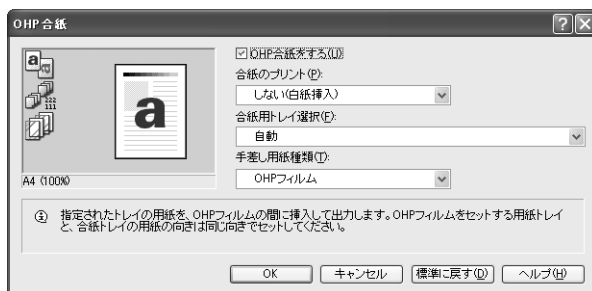 OHP合紙
OHP合紙をする(U)
合紙のプリント(P):
しない(白紙挿入)
合紙用トレイ選択(F):
自動
手差し用紙種類(T):
OHPフィルム
a
a
a
222
111
A4 (100%)
指定されたトレイの用紙を、OHPフィルムの間に挿入して出力します。OHPフィルムをセットする用紙トレイ
と、合紙トレイの用紙の向きは同じ向きでセットしてください。
OK
キャンセル
標準に戻す(D)
ヘルプ(H)